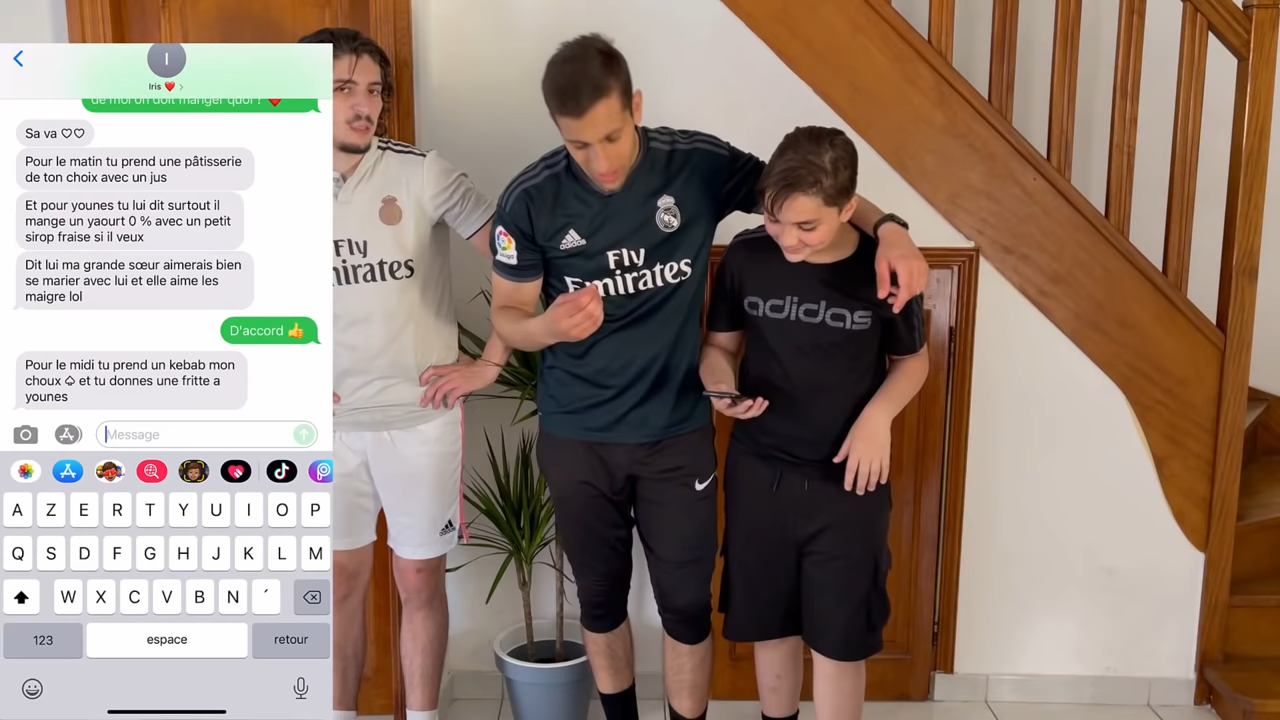 I
Iris ❤️ >
de moi on doit manger quoi ? ❤️
Sa va ♡♡
Pour le matin tu prend une pâtisserie
de ton choix avec un jus
Et pour younes tu lui dit surtout il
mange un yaourt 0 % avec un petit
sirop fraise si il veux
Dit lui ma grande sœur aimerais bien
se marier avec lui et elle aime les
maigre lol
D'accord 👍
Pour le midi tu prend un kebab mon
choux ♤ et tu donnes une fritte a
younes
Message
A Z E R T Y U I O P
Q S D F G H J K L M
W X C V B N ´
123 espace retour
Fly
mirates
adidas
Fly
Emirates
adidas